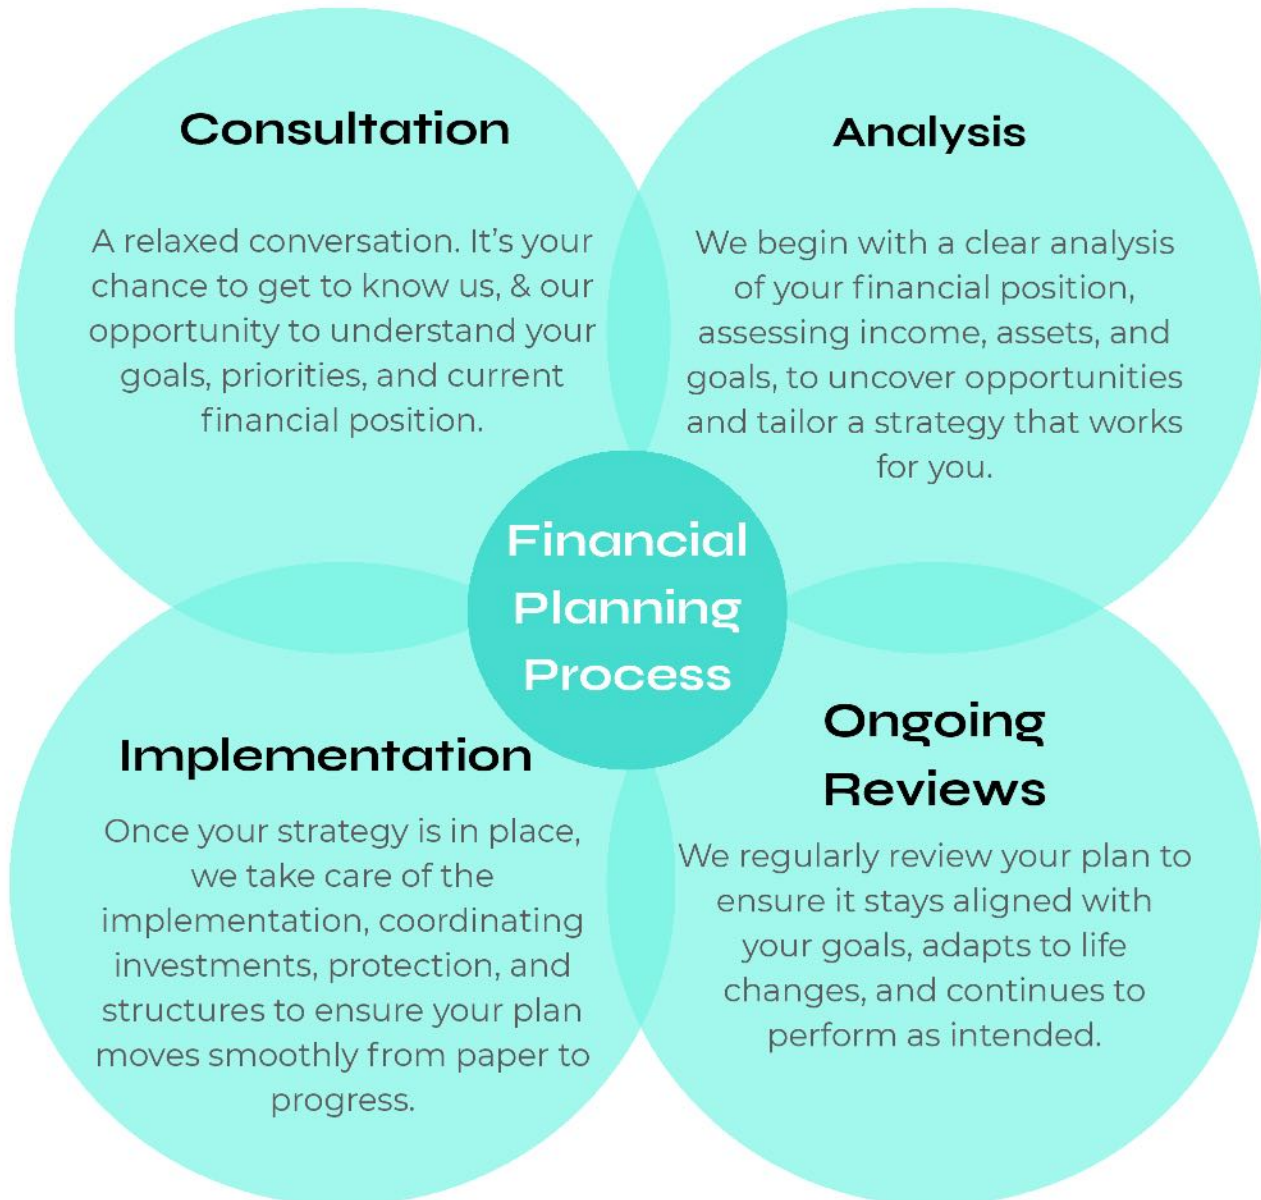 Consultation
A relaxed conversation. It’s your
chance to get to know us, & our
opportunity to understand your
goals, priorities, and current
financial position.
Analysis
We begin with a clear analysis
of your financial position,
assessing income, assets, and
goals, to uncover opportunities
and tailor a strategy that works
for you.
Financial
Planning
Process
Implementation
Once your strategy is in place,
we take care of the
implementation, coordinating
investments, protection, and
structures to ensure your plan
moves smoothly from paper to
progress.
Ongoing
Reviews
We regularly review your plan to
ensure it stays aligned with
your goals, adapts to life
changes, and continues to
perform as intended.